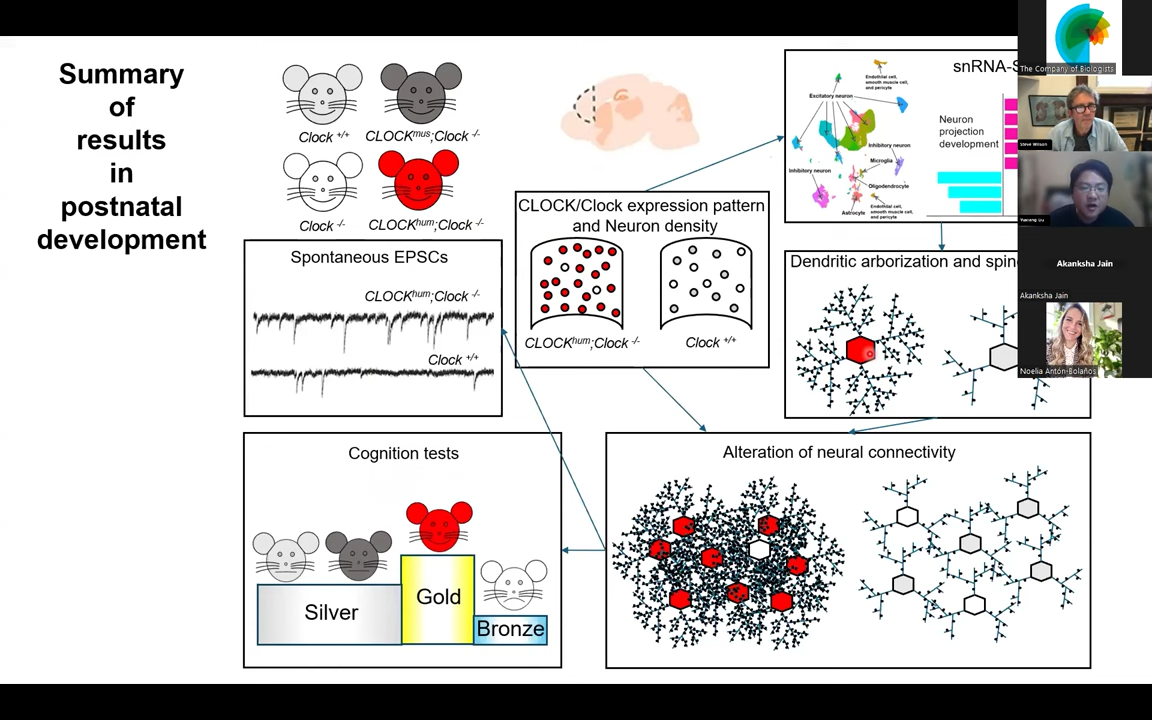 Summary
of
results
in
postnatal
development
Clock +/+
CLOCKmus;Clock -/-
Clock -/-
CLOCKhum;Clock -/-
Spontaneous EPSCs
CLOCKhum;Clock -/-
Clock +/+
CLOCK/Clock expression pattern
and Neuron density
CLOCKhum;Clock -/-
Clock +/+
snRNA-S
Endothilial cell,
smooth muscle cell,
and pericyte
Excitatory neuron
Inhibitory neuron
Microglia
Inhibitory neuron
Oligodendrocyte
Astrocyte
Endotilial cell,
smooth muscle cell,
and pericyte
Neuron
projection
development
Dendritic arborization and spin
Cognition tests
Silver
Gold
Bronze
Alteration of neural connectivity
The Company of Biologists
Steve Wilson
Yuxiang Liu
Akanksha Jain
Akanksha Jain
Noelia Antón-Bolaños